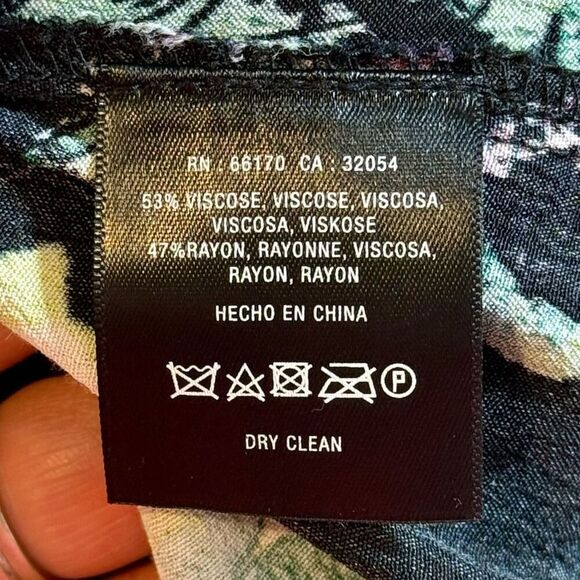 RN : 66170 CA : 32054
53% VISCOSE, VISCOSE, VISCOSA,
VISCOSA, VISKOSE
47%RAYON, RAYONNE, VISCOSA,
RAYON, RAYON
HECHO EN CHINA
P
DRY CLEAN